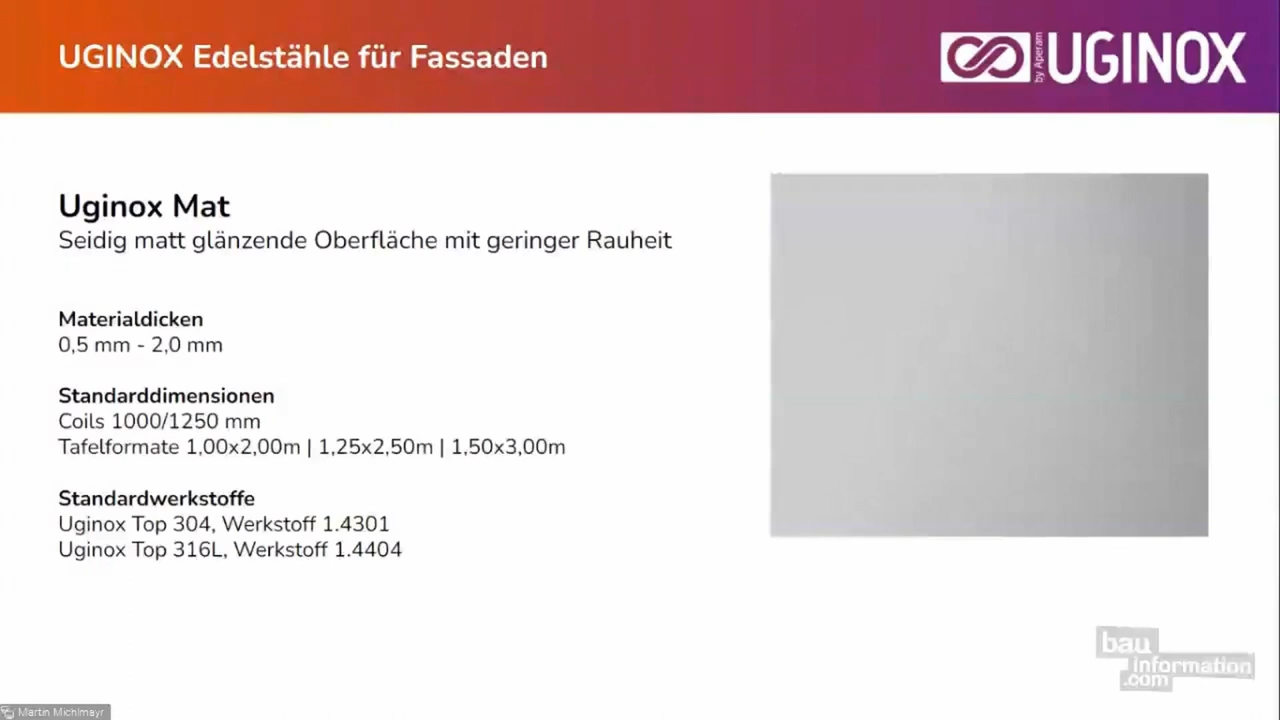 UGINOX Edelstähle für Fassaden
by Aperam
UGINOX
Uginox Mat
Seidig matt glänzende Oberfläche mit geringer Rauheit
Materialdicken
0,5 mm - 2,0 mm
Standarddimensionen
Coils 1000/1250 mm
Tafelformate 1,00x2,00m | 1,25x2,50m | 1,50x3,00m
Standardwerkstoffe
Uginox Top 304, Werkstoff 1.4301
Uginox Top 316L, Werkstoff 1.4404
bau
information
.com
Martin Michlmayr